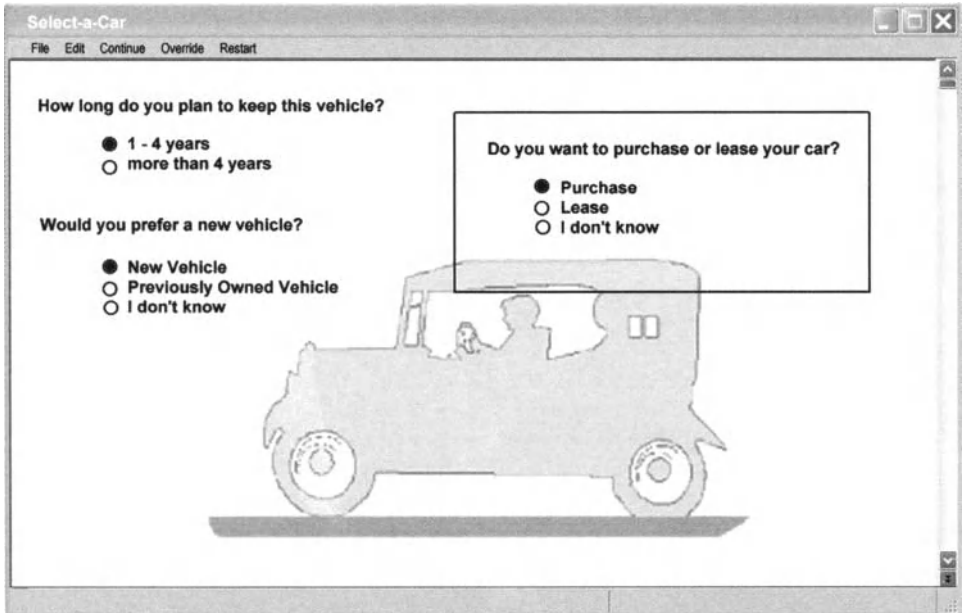 Select-a-Car
File Edit Continue Override Restart
How long do you plan to keep this vehicle?
1 - 4 years
more than 4 years
Would you prefer a new vehicle?
New Vehicle
Previously Owned Vehicle
I don't know
Do you want to purchase or lease your car?
Purchase
Lease
I don't know